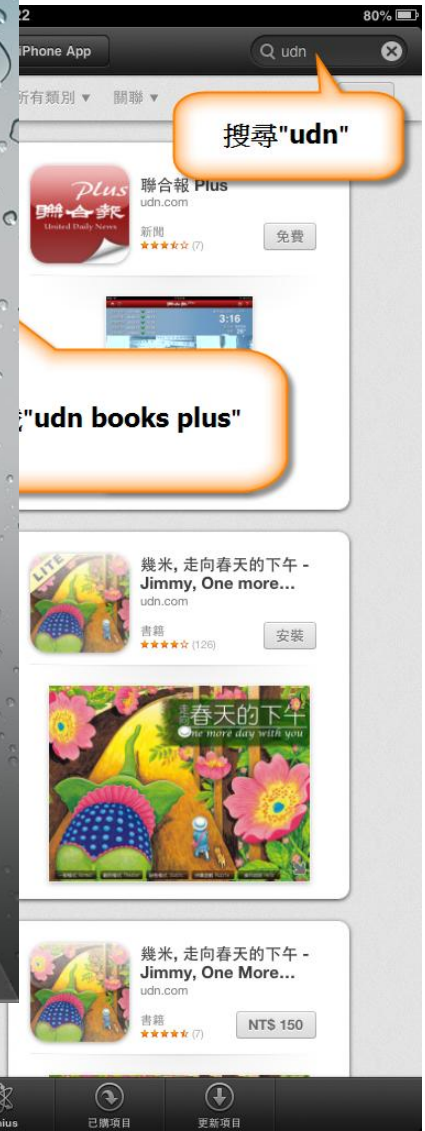 22
80%
iPhone App
udn
所有類別 ▼
關聯 ▼
搜尋"udn"
Plus
聯合報
United Daily News
聯合報 Plus
udn.com
新聞
(7)
免費
3:16
"udn books plus"
LITE
幾米, 走向春天的下午 -
Jimmy, One more...
udn.com
書籍
(126)
安裝
走向春天的下午
One more day with you
幾米, 走向春天的下午 -
Jimmy, One More...
udn.com
書籍
(7)
NT$ 150
nius
已購項目
更新項目